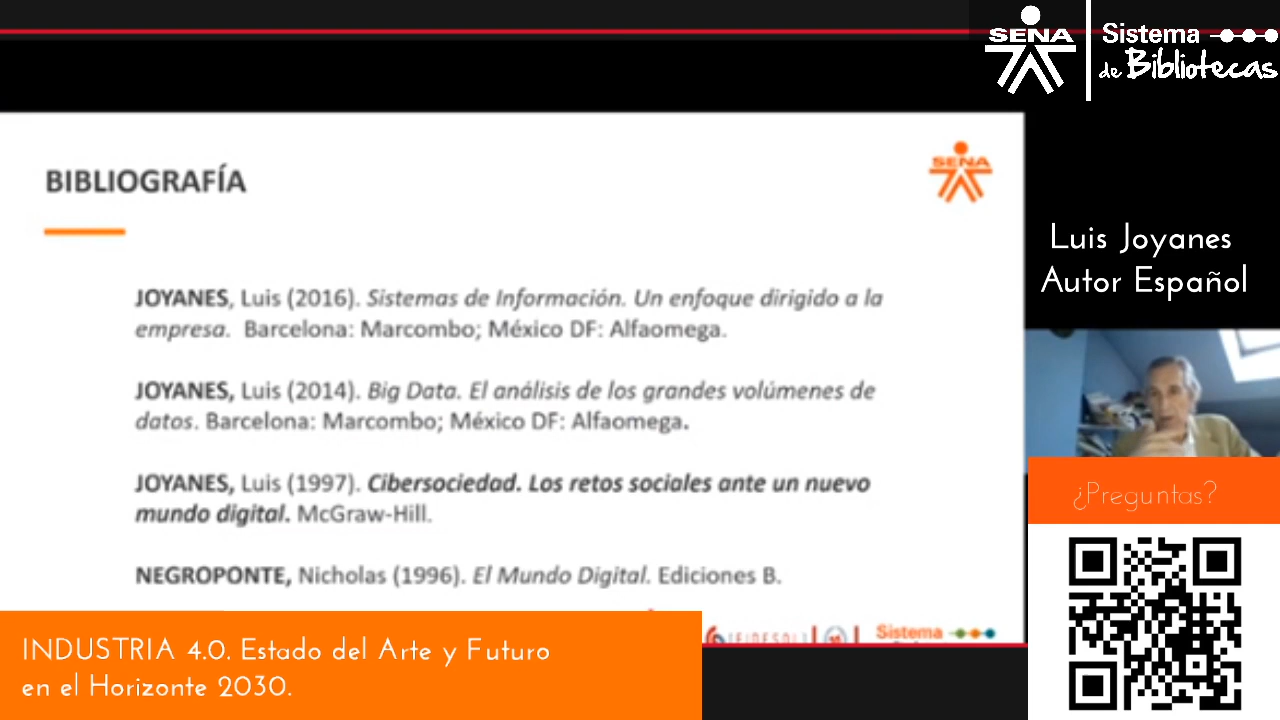 SENA
Sistema
de Bibliotecas
BIBLIOGRAFÍA
SENA
JOYANES, Luis (2016). Sistemas de Información. Un enfoque dirigido a la
empresa. Barcelona: Marcombo; México DF: Alfaomega.
JOYANES, Luis (2014). Big Data. El análisis de los grandes volúmenes de
datos. Barcelona: Marcombo; México DF: Alfaomega.
JOYANES, Luis (1997). Cibersociedad. Los retos sociales ante un nuevo
mundo digital. McGraw-Hill.
NEGROPONTE, Nicholas (1996). El Mundo Digital. Ediciones B.
Sistema
Luis Joyanes
Autor Español
¿Preguntas?
INDUSTRIA 4.0. Estado del Arte y Futuro
en el Horizonte 2030.